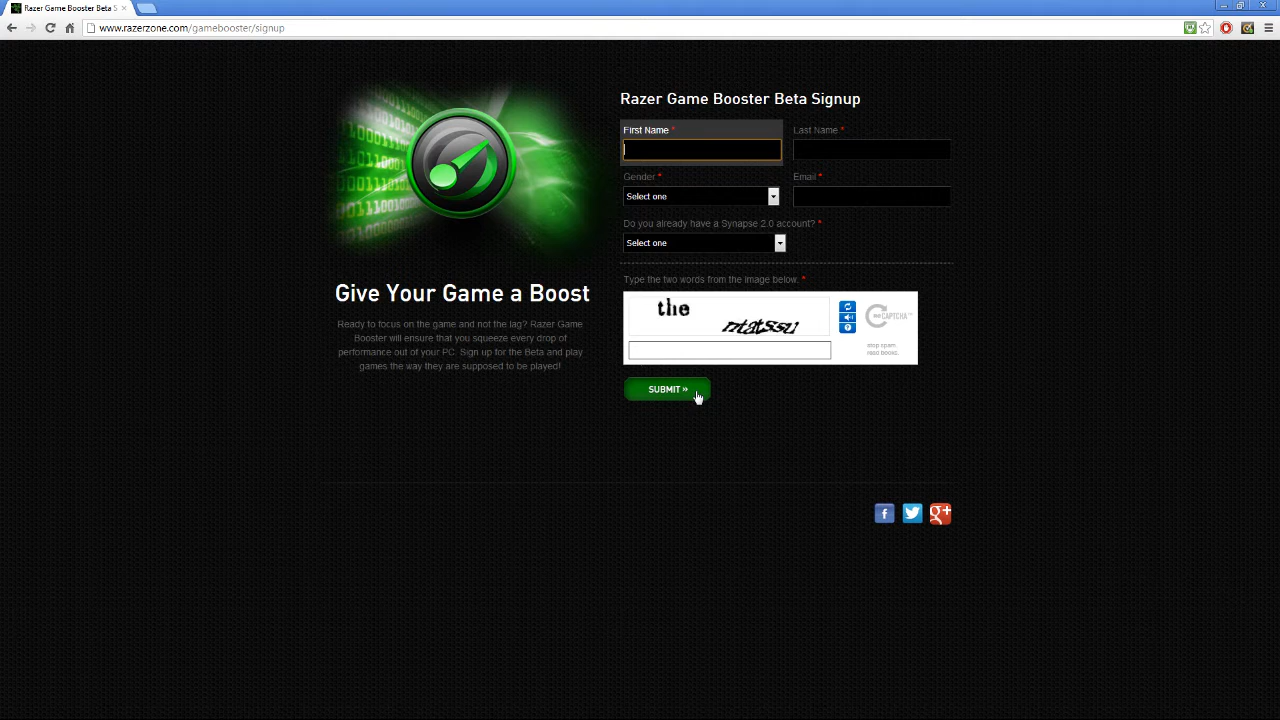 Razer Game Booster Beta 5
www.razerzone.com/gamebooster/signup
Razer Game Booster Beta Signup
First Name *
Last Name *
Gender *
Email *
Select one
Do you already have a Synapse 2.0 account? *
Select one
Type the two words from the image below. *
the
reCAPTCHA™
stop spam.
read books.
SUBMIT »
Give Your Game a Boost
Ready to focus on the game and not the lag? Razer Game
Booster will ensure that you squeeze every drop of
performance out of your PC. Sign up for the Beta and play
games the way they are supposed to be played!
f
g+